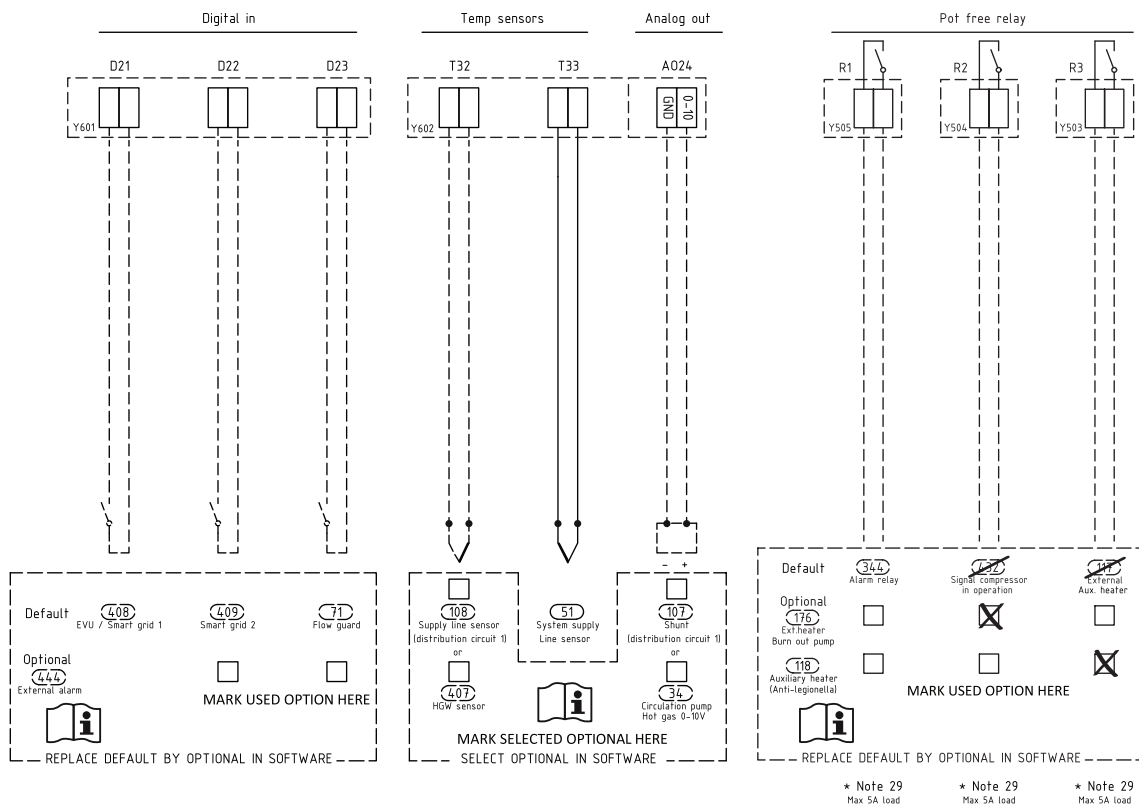 Digital in
Temp sensors
Analog out
Pot free relay
D21
D22
D23
T32
T33
AO24
R1
R2
R3
Y601
Y602
GND
0-10
Y505
Y504
Y503
- +
Default
408
EVU / Smart grid 1
409
Smart grid 2
71
Flow guard
Optional
444
External alarm
MARK USED OPTION HERE
i
REPLACE DEFAULT BY OPTIONAL IN SOFTWARE
108
Supply line sensor
(distribution circuit 1)
or
407
HGW sensor
51
System supply
Line sensor
107
Shunt
(distribution circuit 1)
or
34
Circulation pump
Hot gas 0-10V
i
MARK SELECTED OPTIONAL HERE
SELECT OPTIONAL IN SOFTWARE
Default
344
Alarm relay
432
Signal compressor
in operation
117
External
Aux. heater
Optional
176
Ext.heater
Burn out pump
X
118
Auxiliary heater
(Anti-legionella)
X
MARK USED OPTION HERE
i
REPLACE DEFAULT BY OPTIONAL IN SOFTWARE
* Note 29
Max 5A load
* Note 29
Max 5A load
* Note 29
Max 5A load